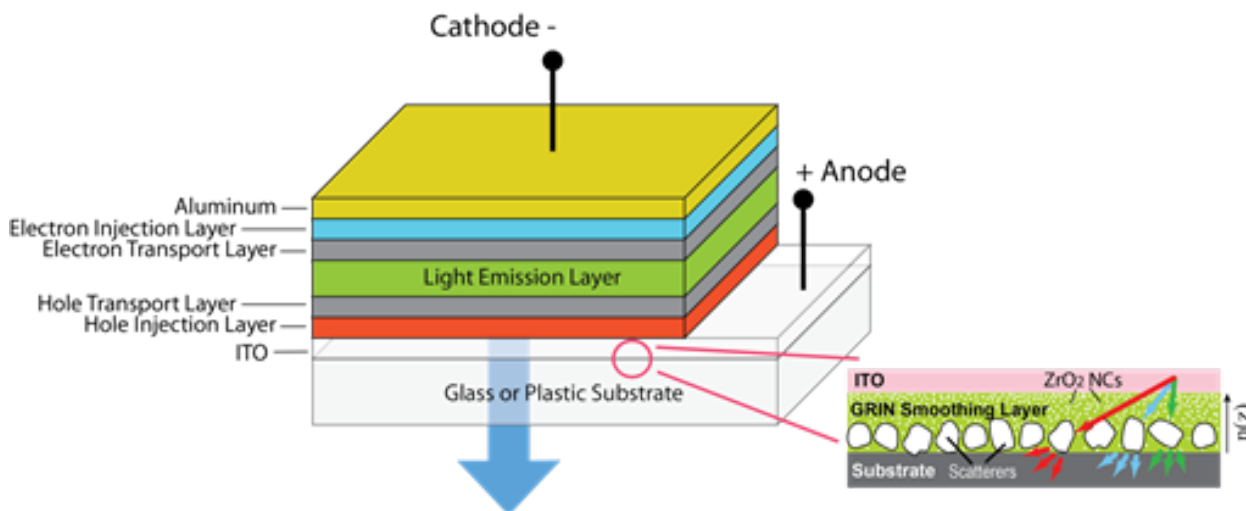 Cathode -
+ Anode
Aluminum
Electron Injection Layer
Electron Transport Layer
Light Emission Layer
Hole Transport Layer
Hole Injection Layer
ITO
Glass or Plastic Substrate
ITO
ZrO₂ NCs
GRIN Smoothing Layer
n(z)
Substrate
Scatterers